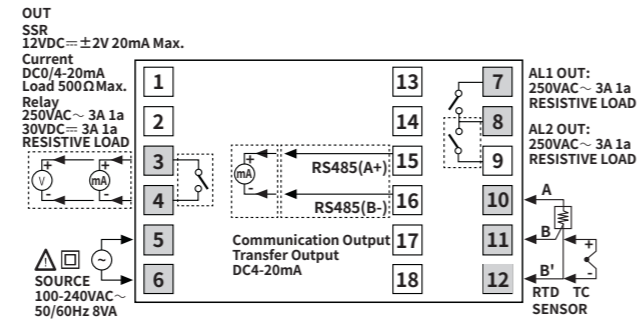 OUT
SSR
12VDC⎓±2V 20mA Max.
Current
DC0/4-20mA
Load 500ΩMax.
Relay
250VAC～ 3A 1a
30VDC⎓ 3A 1a
RESISTIVE LOAD
+
V
-
+
mA
-
1
2
3
4
5
6
~
SOURCE
100-240VAC～
50/60Hz 8VA
+
mA
-
RS485(A+)
RS485(B-)
Communication Output
Transfer Output
DC4-20mA
13
14
15
16
17
18
7
8
9
10
11
12
AL1 OUT:
250VAC～ 3A 1a
RESISTIVE LOAD
AL2 OUT:
250VAC～ 3A 1a
RESISTIVE LOAD
A
B
B'
+
-
RTD TC
SENSOR